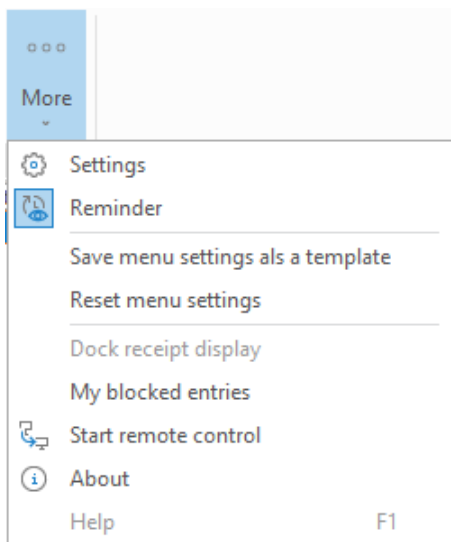 More
Settings
Reminder
Save menu settings als a template
Reset menu settings
Dock receipt display
My blocked entries
Start remote control
About
Help F1